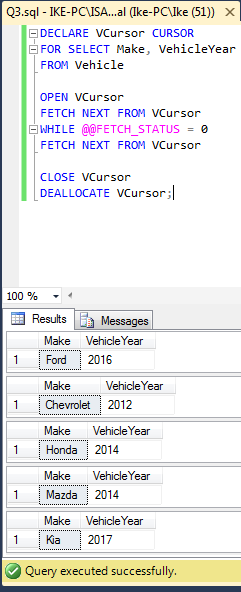 Q3.sql - IKE-PC\ISA...al (Ike-PC\Ike (51))
DECLARE VCursor CURSOR
FOR SELECT Make, VehicleYear
FROM Vehicle
OPEN VCursor
FETCH NEXT FROM VCursor
WHILE @@FETCH_STATUS = 0
FETCH NEXT FROM VCursor
CLOSE VCursor
DEALLOCATE VCursor;
100 %
Results Messages
Make VehicleYear
1 Ford 2016
Make VehicleYear
1 Chevrolet 2012
Make VehicleYear
1 Honda 2014
Make VehicleYear
1 Mazda 2014
Make VehicleYear
1 Kia 2017
Query executed successfully.